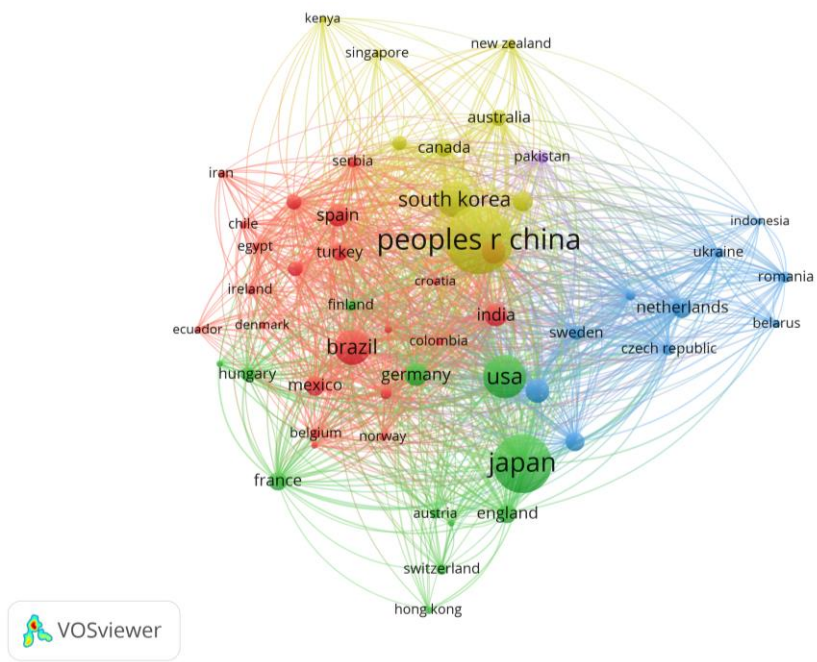 kenya
singapore
new zealand
australia
canada
pakistan
serbia
iran
south korea
spain
chile
indonesia
peoples r china
egypt
turkey
ukraine
romania
croatia
ireland
finland
netherlands
india
denmark
ecuador
belarus
sweden
colombia
brazil
czech republic
hungary
germany
usa
mexico
belgium
norway
japan
france
austria
england
switzerland
hong kong
VOSviewer